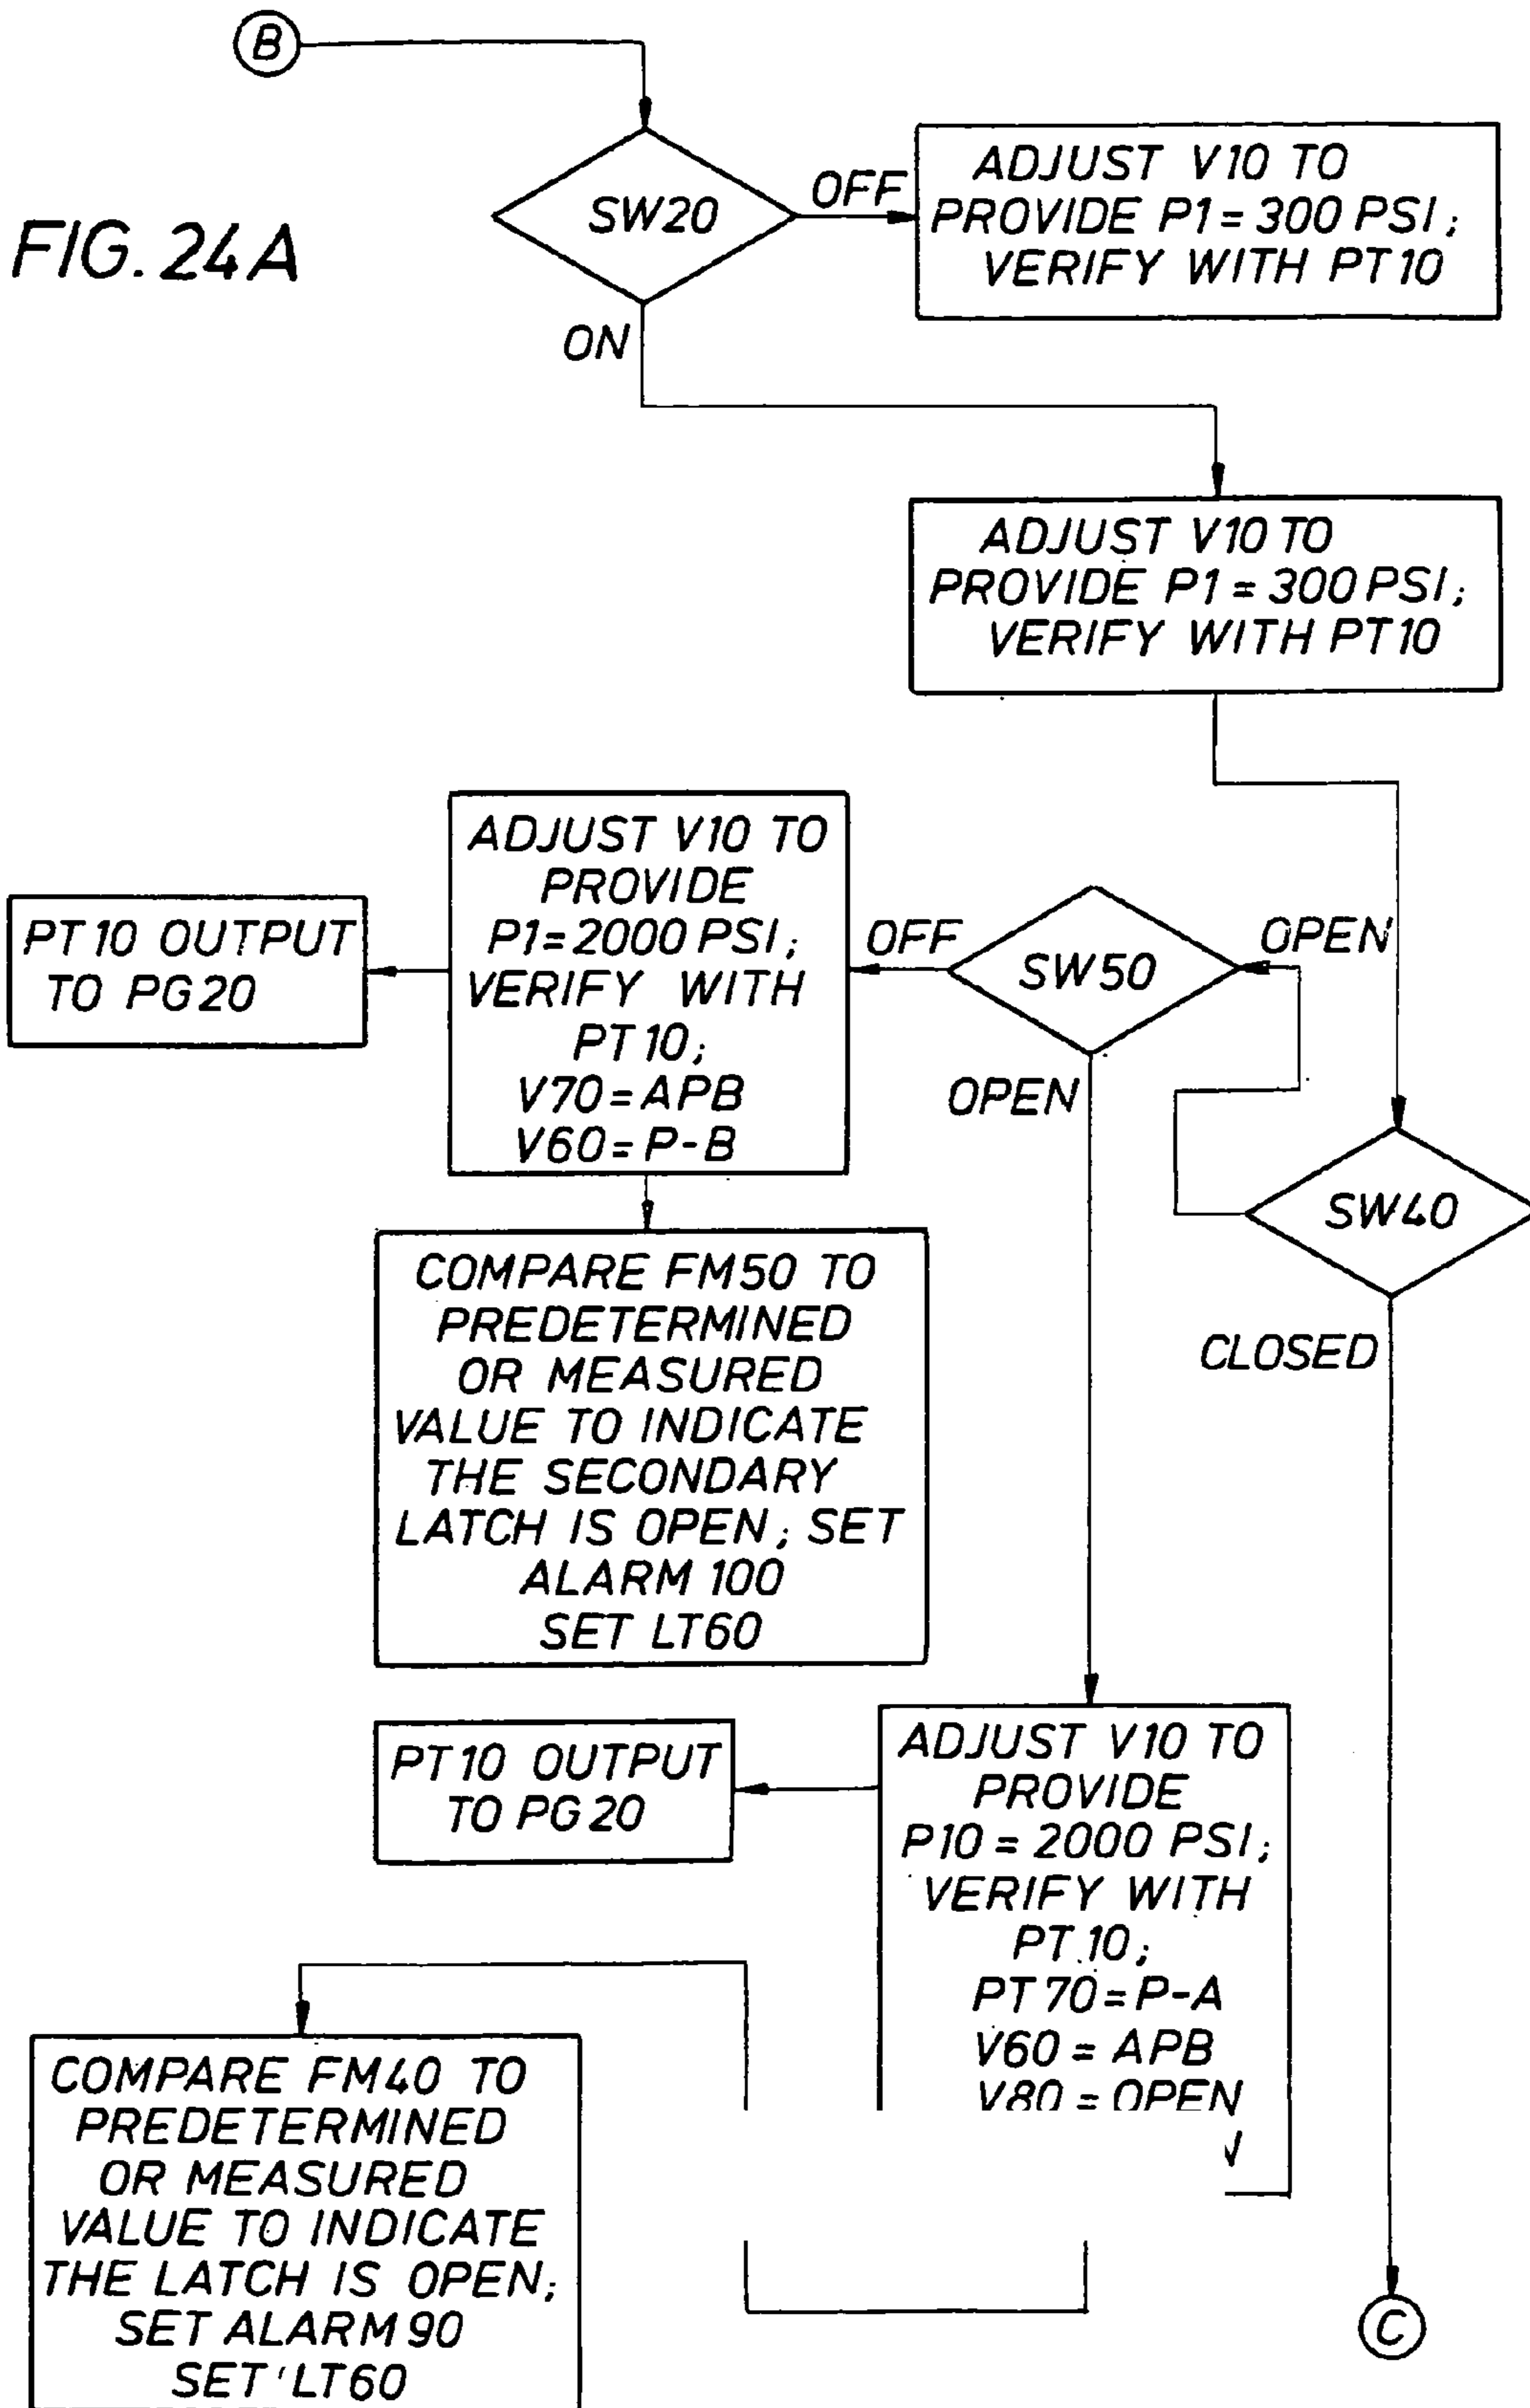 B
FIG. 24A
SW20
OFF
ADJUST V10 TO
PROVIDE P1 = 300 PSI;
VERIFY WITH PT10
ON
ADJUST V10 TO
PROVIDE P1 = 300 PSI;
VERIFY WITH PT10
ADJUST V10 TO
PROVIDE
P1 = 2000 PSI;
VERIFY WITH
PT10;
V70 = APB
V60 = P-B
PT10 OUTPUT
TO PG20
OFF
SW50
OPEN
OPEN
SW40
CLOSED
COMPARE FM50 TO
PREDETERMINED
OR MEASURED
VALUE TO INDICATE
THE SECONDARY
LATCH IS OPEN; SET
ALARM 100
SET LT60
PT10 OUTPUT
TO PG20
ADJUST V10 TO
PROVIDE
P10 = 2000 PSI;
VERIFY WITH
PT10;
PT70 = P-A
V60 = APB
V80 = OPEN
COMPARE FM40 TO
PREDETERMINED
OR MEASURED
VALUE TO INDICATE
THE LATCH IS OPEN;
SET ALARM 90
SET LT60
C